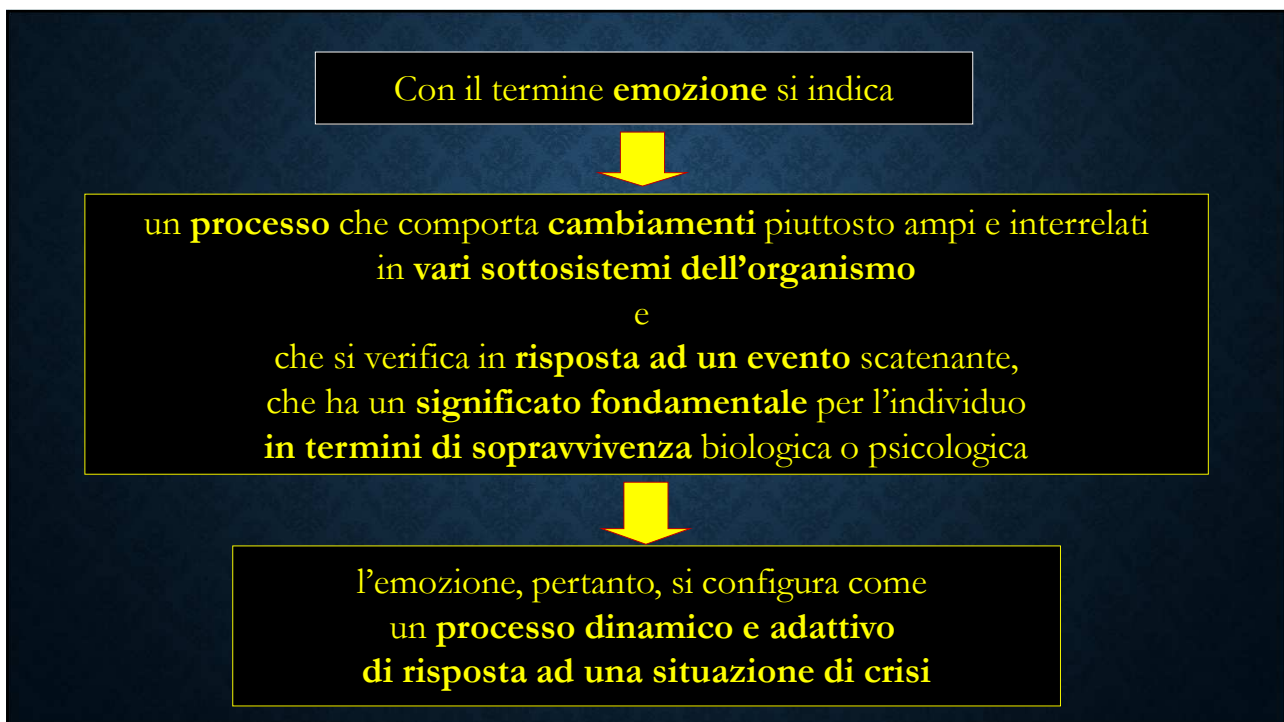 Con il termine emozione si indica
un processo che comporta cambiamenti piuttosto ampi e interrelati
in vari sottosistemi dell’organismo
e
che si verifica in risposta ad un evento scatenante,
che ha un significato fondamentale per l’individuo
in termini di sopravvivenza biologica o psicologica
l’emozione, pertanto, si configura come
un processo dinamico e adattivo
di risposta ad una situazione di crisi